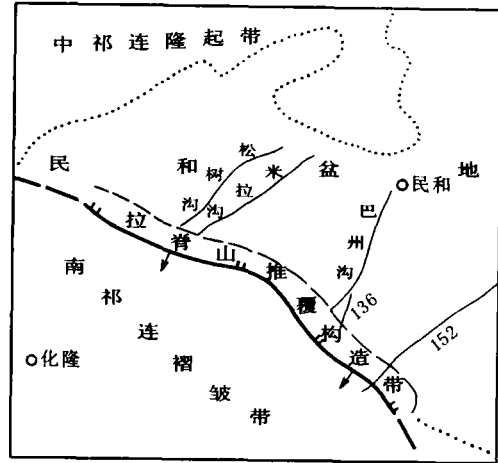 中祁连隆起带
民和盆地
松树沟
米拉沟
民和
巴州沟
拉脊山推覆构造带
136
152
南祁连褶皱带
化隆